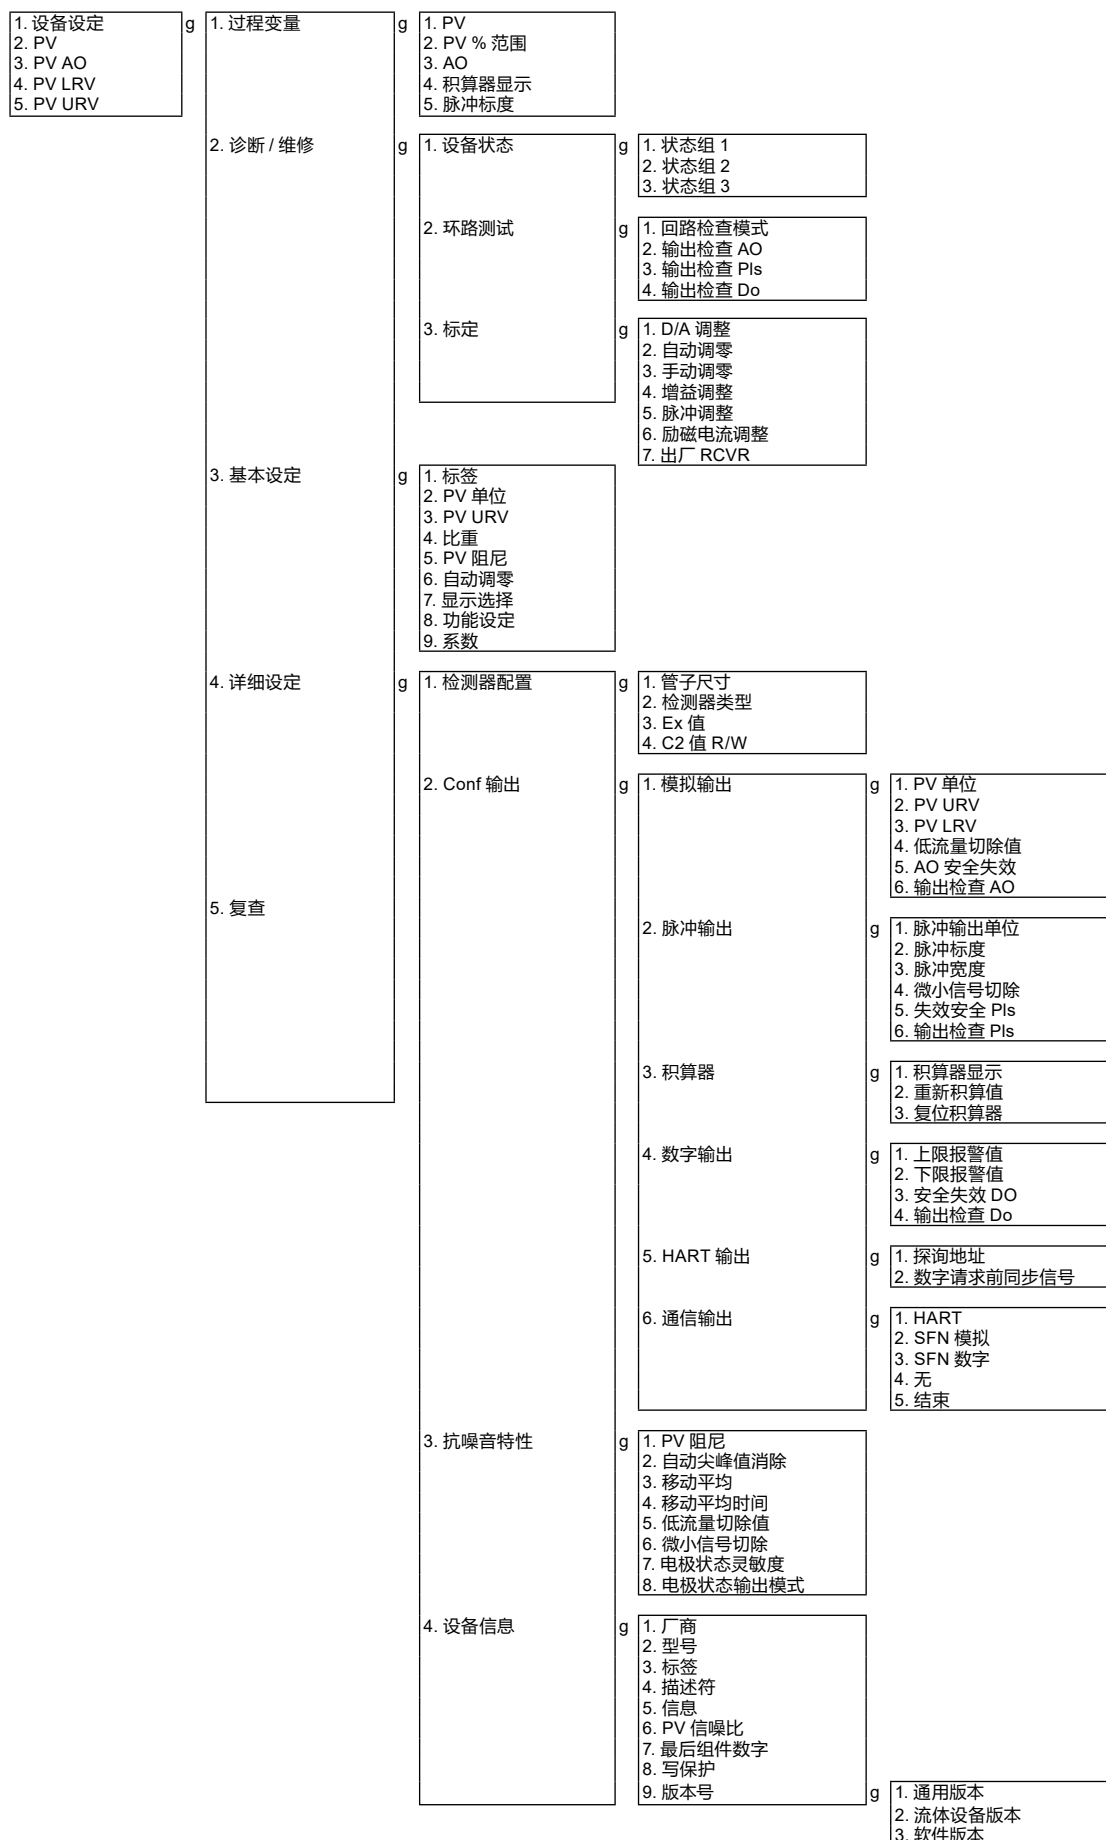 1. 设备设定
2. PV
3. PV AO
4. PV LRV
5. PV URV
g
1. 过程变量
g
1. PV
2. PV % 范围
3. AO
4. 积算器显示
5. 脉冲标度
2. 诊断 / 维修
g
1. 设备状态
g
1. 状态组 1
2. 状态组 2
3. 状态组 3
2. 环路测试
g
1. 回路检查模式
2. 输出检查 AO
3. 输出检查 Pls
4. 输出检查 Do
3. 标定
g
1. D/A 调整
2. 自动调零
3. 手动调零
4. 增益调整
5. 脉冲调整
6. 励磁电流调整
7. 出厂 RCVR
3. 基本设定
g
1. 标签
2. PV 单位
3. PV URV
4. 比重
5. PV 阻尼
6. 自动调零
7. 显示选择
8. 功能设定
9. 系数
4. 详细设定
g
1. 检测器配置
g
1. 管子尺寸
2. 检测器类型
3. Ex 值
4. C2 值 R/W
2. Conf 输出
g
1. 模拟输出
g
1. PV 单位
2. PV URV
3. PV LRV
4. 低流量切除值
5. AO 安全失效
6. 输出检查 AO
5. 复查
2. 脉冲输出
g
1. 脉冲输出单位
2. 脉冲标度
3. 脉冲宽度
4. 微小信号切除
5. 失效安全 Pls
6. 输出检查 Pls
3. 积算器
g
1. 积算器显示
2. 重新积算值
3. 复位积算器
4. 数字输出
g
1. 上限报警值
2. 下限报警值
3. 安全失效 DO
4. 输出检查 Do
5. HART 输出
g
1. 探询地址
2. 数字请求前同步信号
6. 通信输出
g
1. HART
2. SFN 模拟
3. SFN 数字
4. 无
5. 结束
3. 抗噪音特性
g
1. PV 阻尼
2. 自动尖峰值消除
3. 移动平均
4. 移动平均时间
5. 低流量切除值
6. 微小信号切除
7. 电极状态灵敏度
8. 电极状态输出模式
4. 设备信息
g
1. 厂商
2. 型号
3. 标签
4. 描述符
5. 信息
6. PV 信噪比
7. 最后组件数字
8. 写保护
9. 版本号
g
1. 通用版本
2. 流体设备版本
3. 软件版本